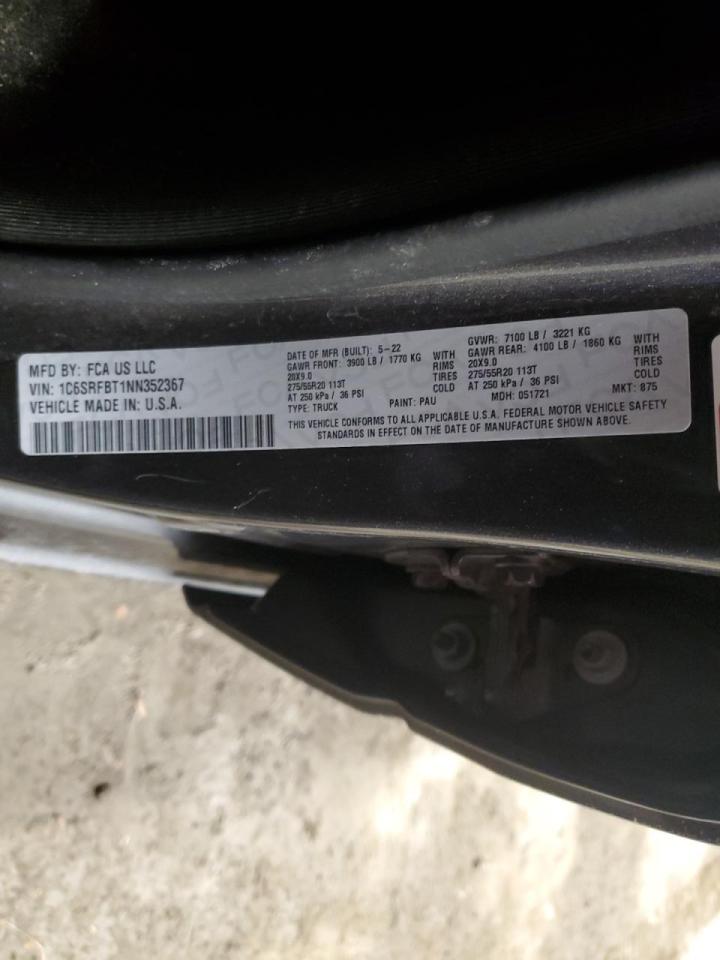 MFD BY: FCA US LLC
VIN: 1C6SRFBT1NN352367
VEHICLE MADE IN: U.S.A.
DATE OF MFR (BUILT): 5-22
GAWR FRONT: 3900 LB / 1770 KG WITH
20X9.0 RIMS
275/55R20 113T TIRES
AT 250 kPa / 36 PSI COLD
TYPE: TRUCK PAINT: PAU
GVWR: 7100 LB / 3221 KG
GAWR REAR: 4100 LB / 1860 KG WITH
20X9.0 RIMS
275/55R20 113T TIRES
AT 250 kPa / 36 PSI COLD
MDH: 051721 MKT: 875
THIS VEHICLE CONFORMS TO ALL APPLICABLE U.S.A. FEDERAL MOTOR VEHICLE SAFETY
STANDARDS IN EFFECT ON THE DATE OF MANUFACTURE SHOWN ABOVE.